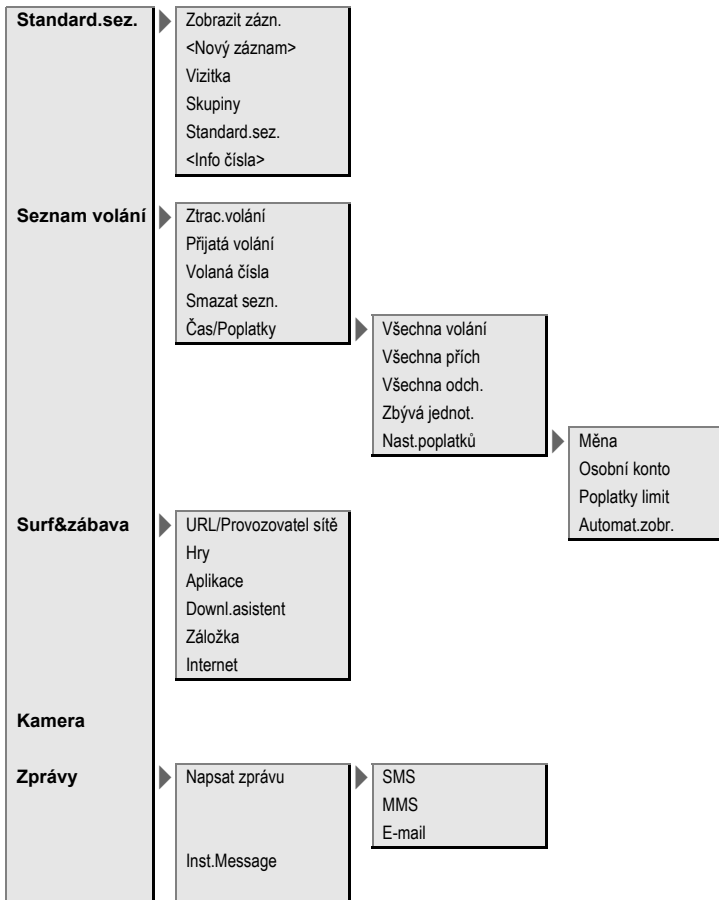 Standard.sez.
Zobrazit zázn.
<Nový záznam>
Vizitka
Skupiny
Standard.sez.
<Info čísla>
Seznam volání
Ztrac.volání
Přijatá volání
Volaná čísla
Smazat sezn.
Čas/Poplatky
Všechna volání
Všechna přích
Všechna odch.
Zbývá jednot.
Nast.poplatků
Měna
Osobní konto
Poplatky limit
Automat.zobr.
Surf&zábava
URL/Provozovatel sítě
Hry
Aplikace
Downl.asistent
Záložka
Internet
Kamera
Zprávy
Napsat zprávu
SMS
MMS
E-mail
Inst.Message